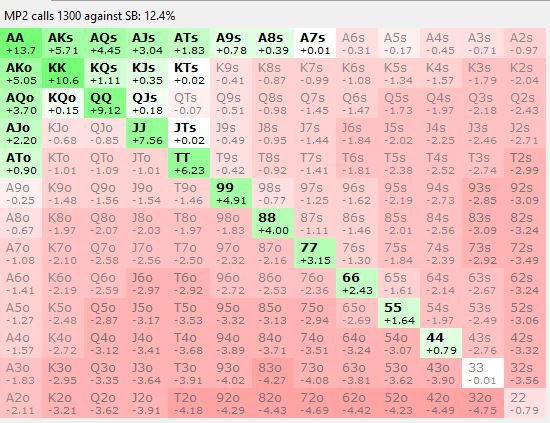 MP2 calls 1300 against SB: 12.4%
AA AKs AQs AJs ATs A9s A8s A7s A6s A5s A4s A3s A2s
+13.7 +5.71 +4.45 +3.04 +1.83 +0.78 +0.39 +0.01 -0.31 -0.17 -0.45 -0.71 -0.97
AKo KK KQs KJs KTs K9s K8s K7s K6s K5s K4s K3s K2s
+5.05 +10.6 +1.11 +0.35 +0.02 -0.41 -0.87 -0.99 -1.08 -1.34 -1.57 -1.79 -2.04
AQo KQo QQ QJs QTs Q9s Q8s Q7s Q6s Q5s Q4s Q3s Q2s
+3.70 +0.15 +9.12 +0.18 -0.07 -0.51 -0.98 -1.45 -1.47 -1.73 -1.97 -2.18 -2.43
AJo KJo QJo JJ JTs J9s J8s J7s J6s J5s J4s J3s J2s
+2.20 -0.68 -0.85 +7.56 +0.02 -0.49 -0.95 -1.44 -1.84 -2.02 -2.25 -2.46 -2.71
ATo KTo QTo JTo TT T9s T8s T7s T6s T5s T4s T3s T2s
+0.90 -1.09 -1.09 -1.01 +6.23 -0.42 -0.92 -1.41 -1.81 -2.38 -2.52 -2.74 -2.99
A9o K9o Q9o J9o T9o 99 98s 97s 96s 95s 94s 93s 92s
-0.25 -1.48 -1.56 -1.54 -1.46 +4.91 -0.77 -1.25 -1.62 -2.19 -2.73 -2.85 -3.09
A8o K8o Q8o J8o T8o 98o 88 87s 86s 85s 84s 83s 82s
-0.67 -1.97 -2.07 -2.03 -1.97 -1.83 +4.00 -1.11 -1.46 -2.01 -2.56 -3.09 -3.24
A7o K7o Q7o J7o T7o 97o 87o 77 76s 75s 74s 73s 72s
-1.08 -2.10 -2.58 -2.56 -2.50 -2.32 -2.16 +3.15 -1.30 -1.84 -2.39 -2.92 -3.49
A6o K6o Q6o J6o T6o 96o 86o 76o 66 65s 64s 63s 62s
-1.41 -2.19 -2.59 -2.97 -2.92 -2.72 -2.53 -2.36 +2.43 -1.61 -2.14 -2.67 -3.24
A5o K5o Q5o J5o T5o 95o 85o 75o 65o 55 54s 53s 52s
-1.27 -2.48 -2.87 -3.17 -3.53 -3.32 -3.13 -2.94 -2.69 +1.64 -1.97 -2.49 -3.06
A4o K4o Q4o J4o T4o 94o 84o 74o 64o 54o 44 43s 42s
-1.57 -2.72 -3.12 -3.41 -3.68 -3.89 -3.71 -3.51 -3.24 -3.07 +0.79 -2.76 -3.32
A3o K3o Q3o J3o T3o 93o 83o 73o 63o 53o 43o 33 32s
-1.83 -2.95 -3.35 -3.64 -3.91 -4.02 -4.27 -4.08 -3.81 -3.62 -3.90 -0.01 -3.56
A2o K2o Q2o J2o T2o 92o 82o 72o 62o 52o 42o 32o 22
-2.11 -3.21 -3.62 -3.91 -4.18 -4.29 -4.43 -4.69 -4.42 -4.23 -4.49 -4.75 -0.79